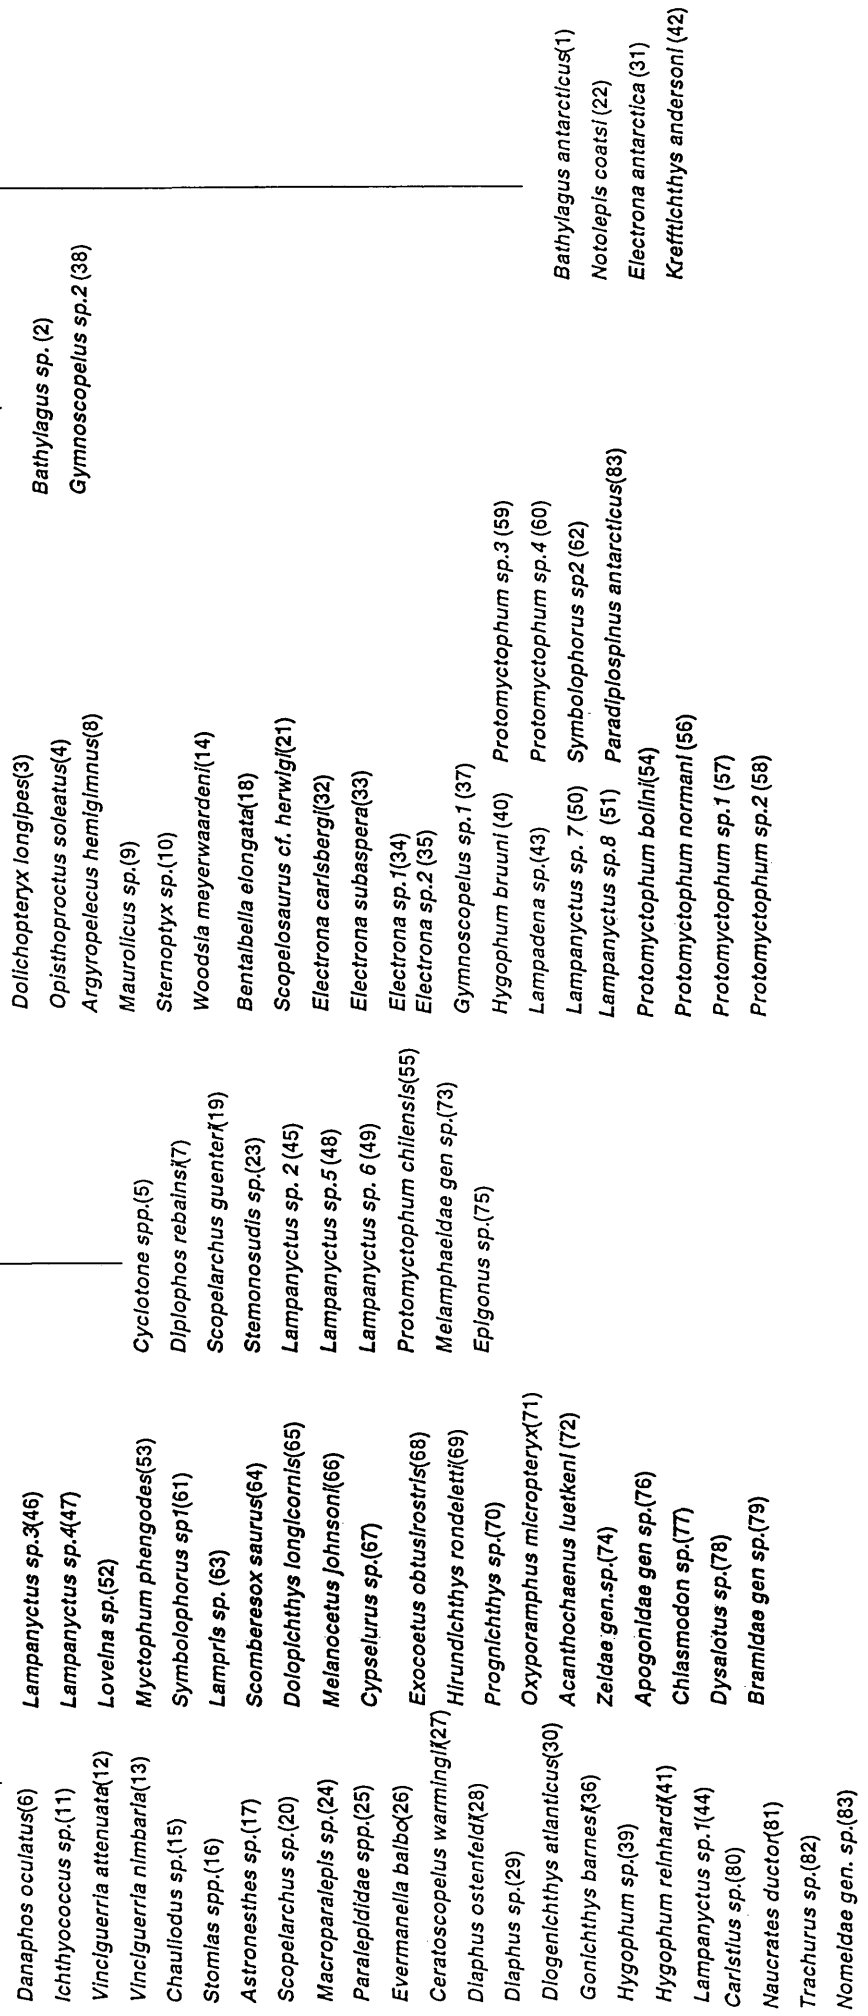 Danaphos oculatus(6)
Ichthyococcus sp.(11)
Vinciguerria attenuata(12)
Vinciguerria nimbaria(13)
Chauliodus sp.(15)
Stomias spp.(16)
Astronesthes sp.(17)
Scopelarchus sp.(20)
Macroparalepis sp.(24)
Paralepididae spp.(25)
Evermanella balbo(26)
Ceratoscopelus warmingii(27)
Diaphus ostenfeldi(28)
Diaphus sp.(29)
Diogenichthys atlanticus(30)
Gonichthys barnesi(36)
Hygophum sp.(39)
Hygophum reinhardi(41)
Lampanyctus sp.1(44)
Caristius sp.(80)
Naucrates ductor(81)
Trachurus sp.(82)
Nomeidae gen. sp.(83)
Lampanyctus sp.3(46)
Lampanyctus sp.4(47)
Loveina sp.(52)
Myctophum phengodes(53)
Symbolophorus sp1(61)
Lampris sp. (63)
Scomberesox saurus(64)
Dolopichthys longicornis(65)
Melanocetus johnsoni(66)
Cypselurus sp.(67)
Exocoetus obtusirostris(68)
Hirundichthys rondeletti(69)
Prognichthys sp.(70)
Oxyporamphus micropteryx(71)
Acanthochaenus luetkeni (72)
Zeidae gen.sp.(74)
Apogonidae gen sp.(76)
Chiasmodon sp.(77)
Dysalotus sp.(78)
Bramidae gen sp.(79)
Cyclotone spp.(5)
Diplophos rebainsi(7)
Scopelarchus guenteri(19)
Stemonosudis sp.(23)
Lampanyctus sp. 2 (45)
Lampanyctus sp.5 (48)
Lampanyctus sp. 6 (49)
Protomyctophum chilensis(55)
Melamphaeidae gen sp.(73)
Epigonus sp.(75)
Dolichopteryx longipes(3)
Opisthoproctus soleatus(4)
Argyropelecus hemigimnus(8)
Maurolicus sp.(9)
Sternoptyx sp.(10)
Woodsia meyerwaardeni(14)
Bentalbella elongata(18)
Scopelosaurus cf. herwigi(21)
Electrona carlsbergi(32)
Electrona subaspera(33)
Electrona sp.1(34)
Electrona sp.2 (35)
Gymnoscopelus sp.1 (37)
Hygophum bruuni (40)
Lampadena sp.(43)
Lampanyctus sp. 7 (50)
Lampanyctus sp.8 (51)
Protomyctophum bolini(54)
Protomyctophum normani (56)
Protomyctophum sp.1 (57)
Protomyctophum sp.2 (58)
Protomyctophum sp.3 (59)
Protomyctophum sp.4 (60)
Symbolophorus sp2 (62)
Paradiplospinus antarcticus(83)
Bathylagus sp. (2)
Gymnoscopelus sp.2 (38)
Bathylagus antarcticus(1)
Notolepis coatsi (22)
Electrona antarctica (31)
Krefftichthys andersoni (42)